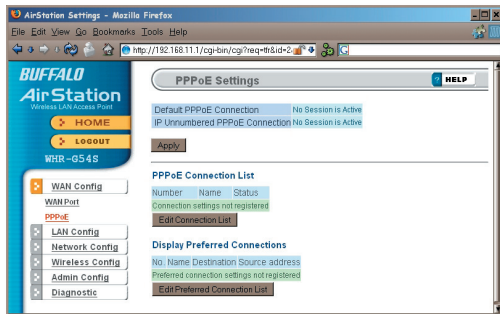 AirStation Settings - Mozilla Firefox
File Edit View Go Bookmarks Tools Help
http://192.168.11.1/cgi-bin/cgi?req=tfr&id=2
BUFFALO
AirStation
Wireless LAN Access Point
HOME
LOGOUT
WHR-G54S
WAN Config
WAN Port
PPPoE
LAN Config
Network Config
Wireless Config
Admin Config
Diagnostic
PPPoE Settings
HELP
Default PPPoE Connection No Session is Active
IP Unnumbered PPPoE Connection No Session is Active
Apply
PPPoE Connection List
Number Name Status
Connection settings not registered
Edit Connection List
Display Preferred Connections
No. Name Destination Source address
Preferred connection settings not registered
Edit Preferred Connection List